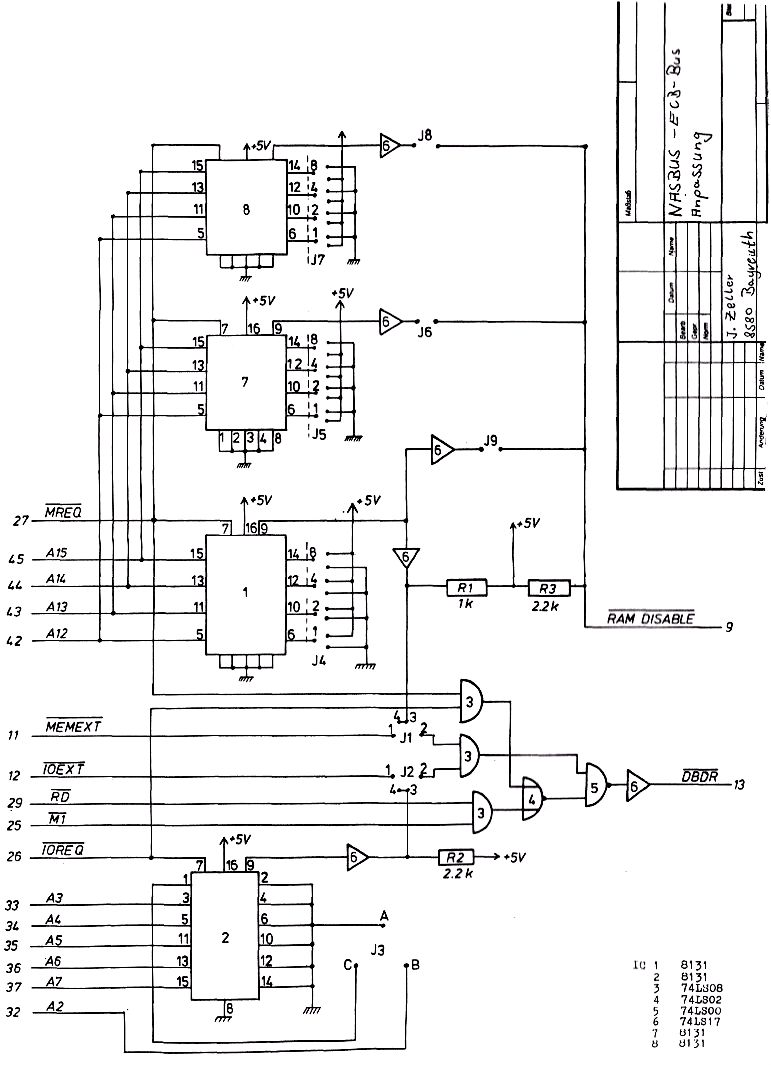 +5V
6
J8
15
13
11
5
8
14
12
10
6
8
4
2
1
J7
+5V
+5V
7
16
9
6
J6
15
13
11
5
7
14
12
10
6
8
4
2
1
J5
1
2
3
4
8
6
J9
27 MREQ
+5V
+5V
7
16
9
6
45 A15
44 A14
43 A13
42 A12
15
13
11
5
1
14
12
10
6
8
4
2
1
J4
+5V
R1
1k
R3
2.2k
RAM DISABLE
9
11 MEMEXT
4
3
1
J1
2
3
12 IOEXT
1
J2
2
4
3
3
29 RD
25 M1
3
4
5
6
DBDR
13
26 IOREQ
+5V
7
16
9
6
R2
2.2k
+5V
33 A3
34 A4
35 A5
36 A6
37 A7
32 A2
1
3
5
11
13
15
2
2
4
6
10
12
14
8
A
J3
C
B
NASBUS - ECB-Bus
Anpassung
Maßstab
Datum
Name
Bearb
Gepr
Norm
J. Zeller
8580 Bayreuth
Zust
Änderung
Datum
Name
IC 1 8131
2 8131
3 74LS08
4 74LS02
5 74LS00
6 74LS17
7 8131
8 8131